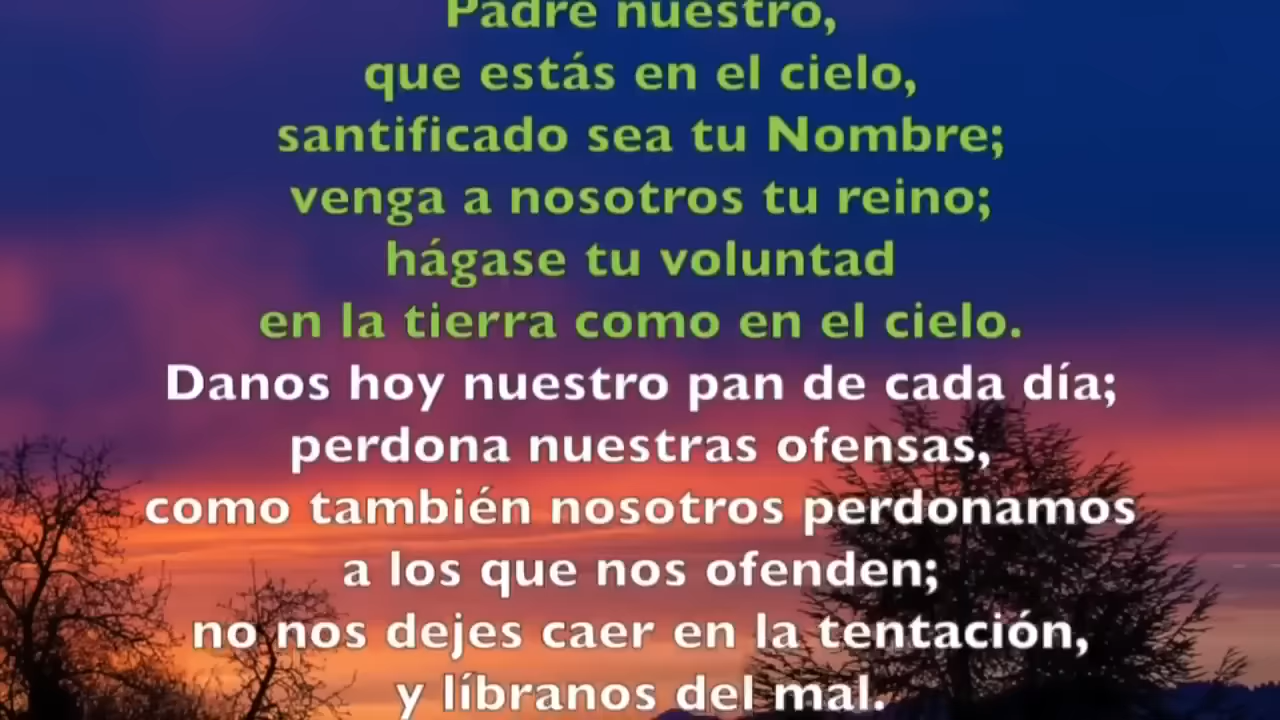 Padre nuestro,
que estás en el cielo,
santificado sea tu Nombre;
venga a nosotros tu reino;
hágase tu voluntad
en la tierra como en el cielo.
Danos hoy nuestro pan de cada día;
perdona nuestras ofensas,
como también nosotros perdonamos
a los que nos ofenden;
no nos dejes caer en la tentación,
y líbranos del mal.